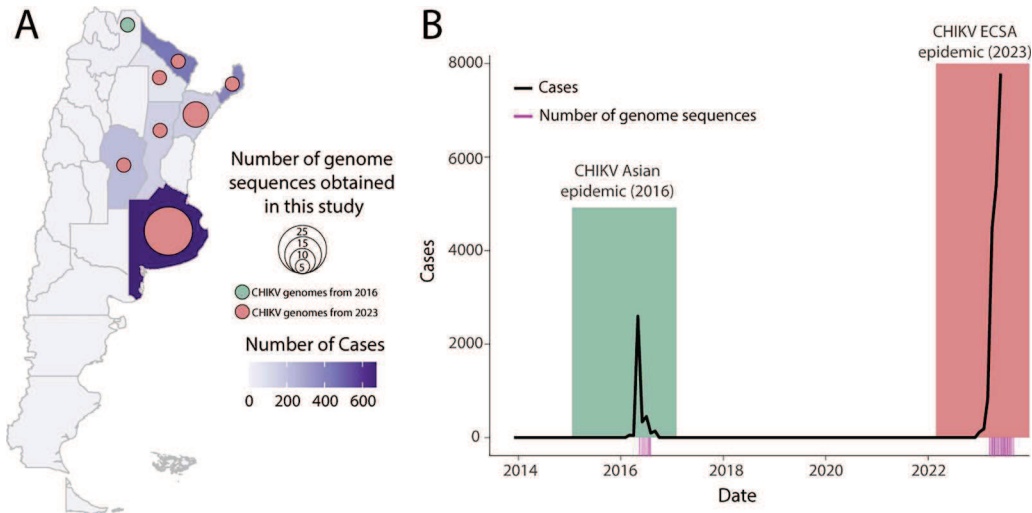 A
Number of genome
sequences obtained
in this study
25
15
10
5
CHIKV genomes from 2016
CHIKV genomes from 2023
Number of Cases
0 200 400 600
B
CHIKV ECSA
epidemic (2023)
8000
Cases
Number of genome sequences
6000
CHIKV Asian
epidemic (2016)
4000
Cases
2000
0
2014 2016 2018 2020 2022
Date